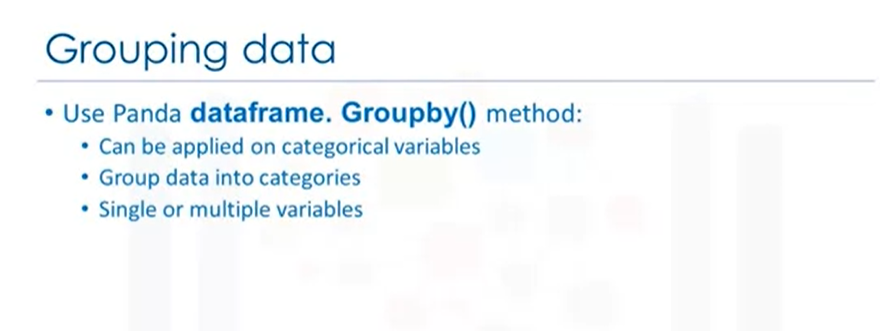 Grouping data
• Use Panda dataframe. Groupby() method:
• Can be applied on categorical variables
• Group data into categories
• Single or multiple variables